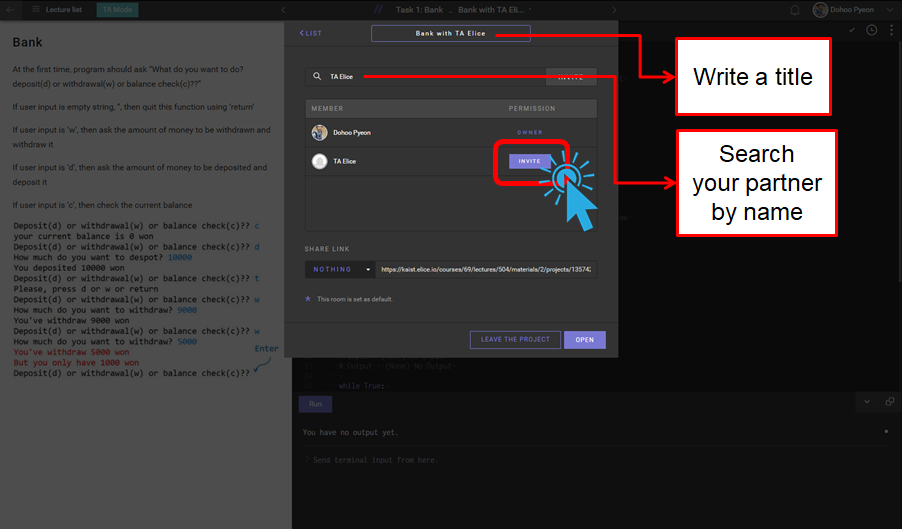 Lecture list
TA Mode
Task 1: Bank
Bank with TA Eli...
Dohoo Pyeon
Bank
At the first time, program should ask "What do you want to do?
deposit(d) or withdrawal(w) or balance check(c)??"
If user input is empty string, '', then quit this function using 'return'
If user input is 'w', then ask the amount of money to be withdrawn and
withdraw it
If user input is 'd', then ask the amount of money to be deposited and
deposit it
If user input is 'c', then check the current balance
Deposit(d) or withdrawal(w) or balance check(c)?? c
your current balance is 0 won
Deposit(d) or withdrawal(w) or balance check(c)?? d
How much do you want to despot? 10000
You deposited 10000 won
Deposit(d) or withdrawal(w) or balance check(c)?? t
Please, press d or w or return
Deposit(d) or withdrawal(w) or balance check(c)?? w
How much do you want to withdraw? 9000
You've withdraw 9000 won
Deposit(d) or withdrawal(w) or balance check(c)?? w
How much do you want to withdraw? 5000
You've withdraw 5000 won
But you only have 1000 won
Deposit(d) or withdrawal(w) or balance check(c)??
Enter
LIST
Bank with TA Elice
TA Elice
INVITE
MEMBER
PERMISSION
Dohoo Pyeon
OWNER
TA Elice
INVITE
SHARE LINK
NOTHING
https://kaist.elice.io/courses/69/lectures/504/materials/2/projects/13574
* This room is set as default.
LEAVE THE PROJECT
OPEN
Write a title
Search
your partner
by name
# Output : (None) No Output
while True:
Run
You have no output yet.
Send terminal input from here.